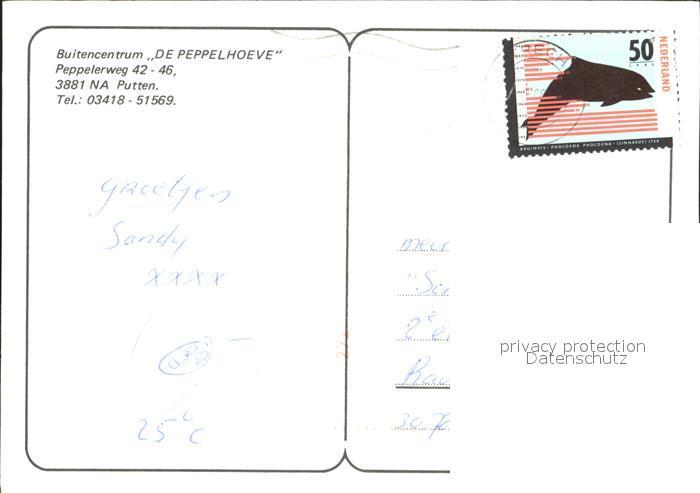 Buitencentrum ,,DE PEPPELHOEVE"
Peppelerweg 42 - 46,
3881 NA Putten.
Tel.: 03418 - 51569.
50
NEDERLAND
BRUINVIS - PHOCOENA PHOCOENA - (LINNAEUS) 1758
groetjes
Sandy
xxxx
25°C
2e
privacy protection
Datenschutz